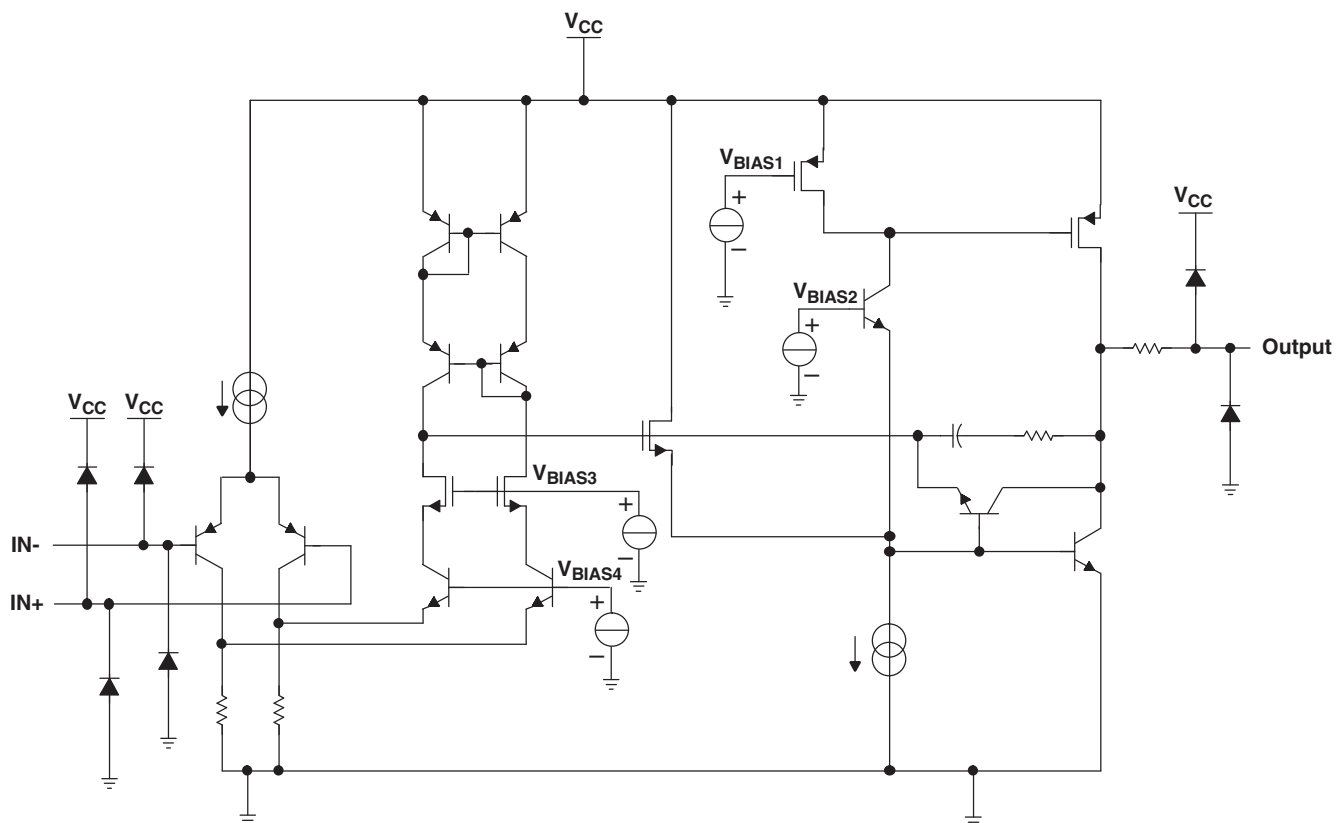 VCC
VBIAS1
VCC
VBIAS2
Output
VCC
VCC
VBIAS3
IN-
VBIAS4
IN+